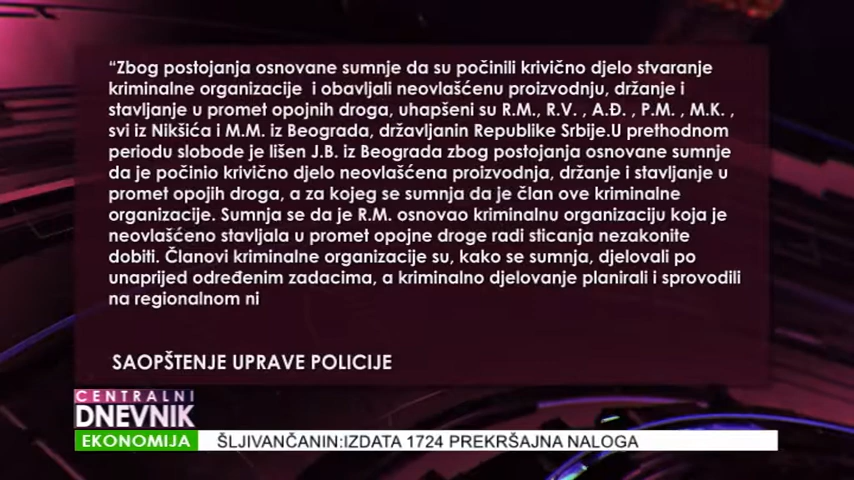 “Zbog postojanja osnovane sumnje da su počinili krivično djelo stvaranje
kriminalne organizacije i obavljali neovlašćenu proizvodnju, držanje i
stavljanje u promet opojnih droga, uhapšeni su R.M., R.V. , A.Đ. , P.M. , M.K. ,
svi iz Nikšića i M.M. iz Beograda, državljanin Republike Srbije.U prethodnom
periodu slobode je lišen J.B. iz Beograda zbog postojanja osnovane sumnje
da je počinio krivično djelo neovlašćena proizvodnja, držanje i stavljanje u
promet opojih droga, a za kojeg se sumnja da je član ove kriminalne
organizacije. Sumnja se da je R.M. osnovao kriminalnu organizaciju koja je
neovlašćeno stavljala u promet opojne droge radi sticanja nezakonite
dobiti. Članovi kriminalne organizacije su, kako se sumnja, djelovali po
unaprijed određenim zadacima, a kriminalno djelovanje planirali i sprovodili
na regionalnom ni
SAOPŠTENJE UPRAVE POLICIJE
CENTRALNI
DNEVNIK
EKONOMIJA ŠLJIVANČANIN:IZDATA 1724 PREKRŠAJNA NALOGA